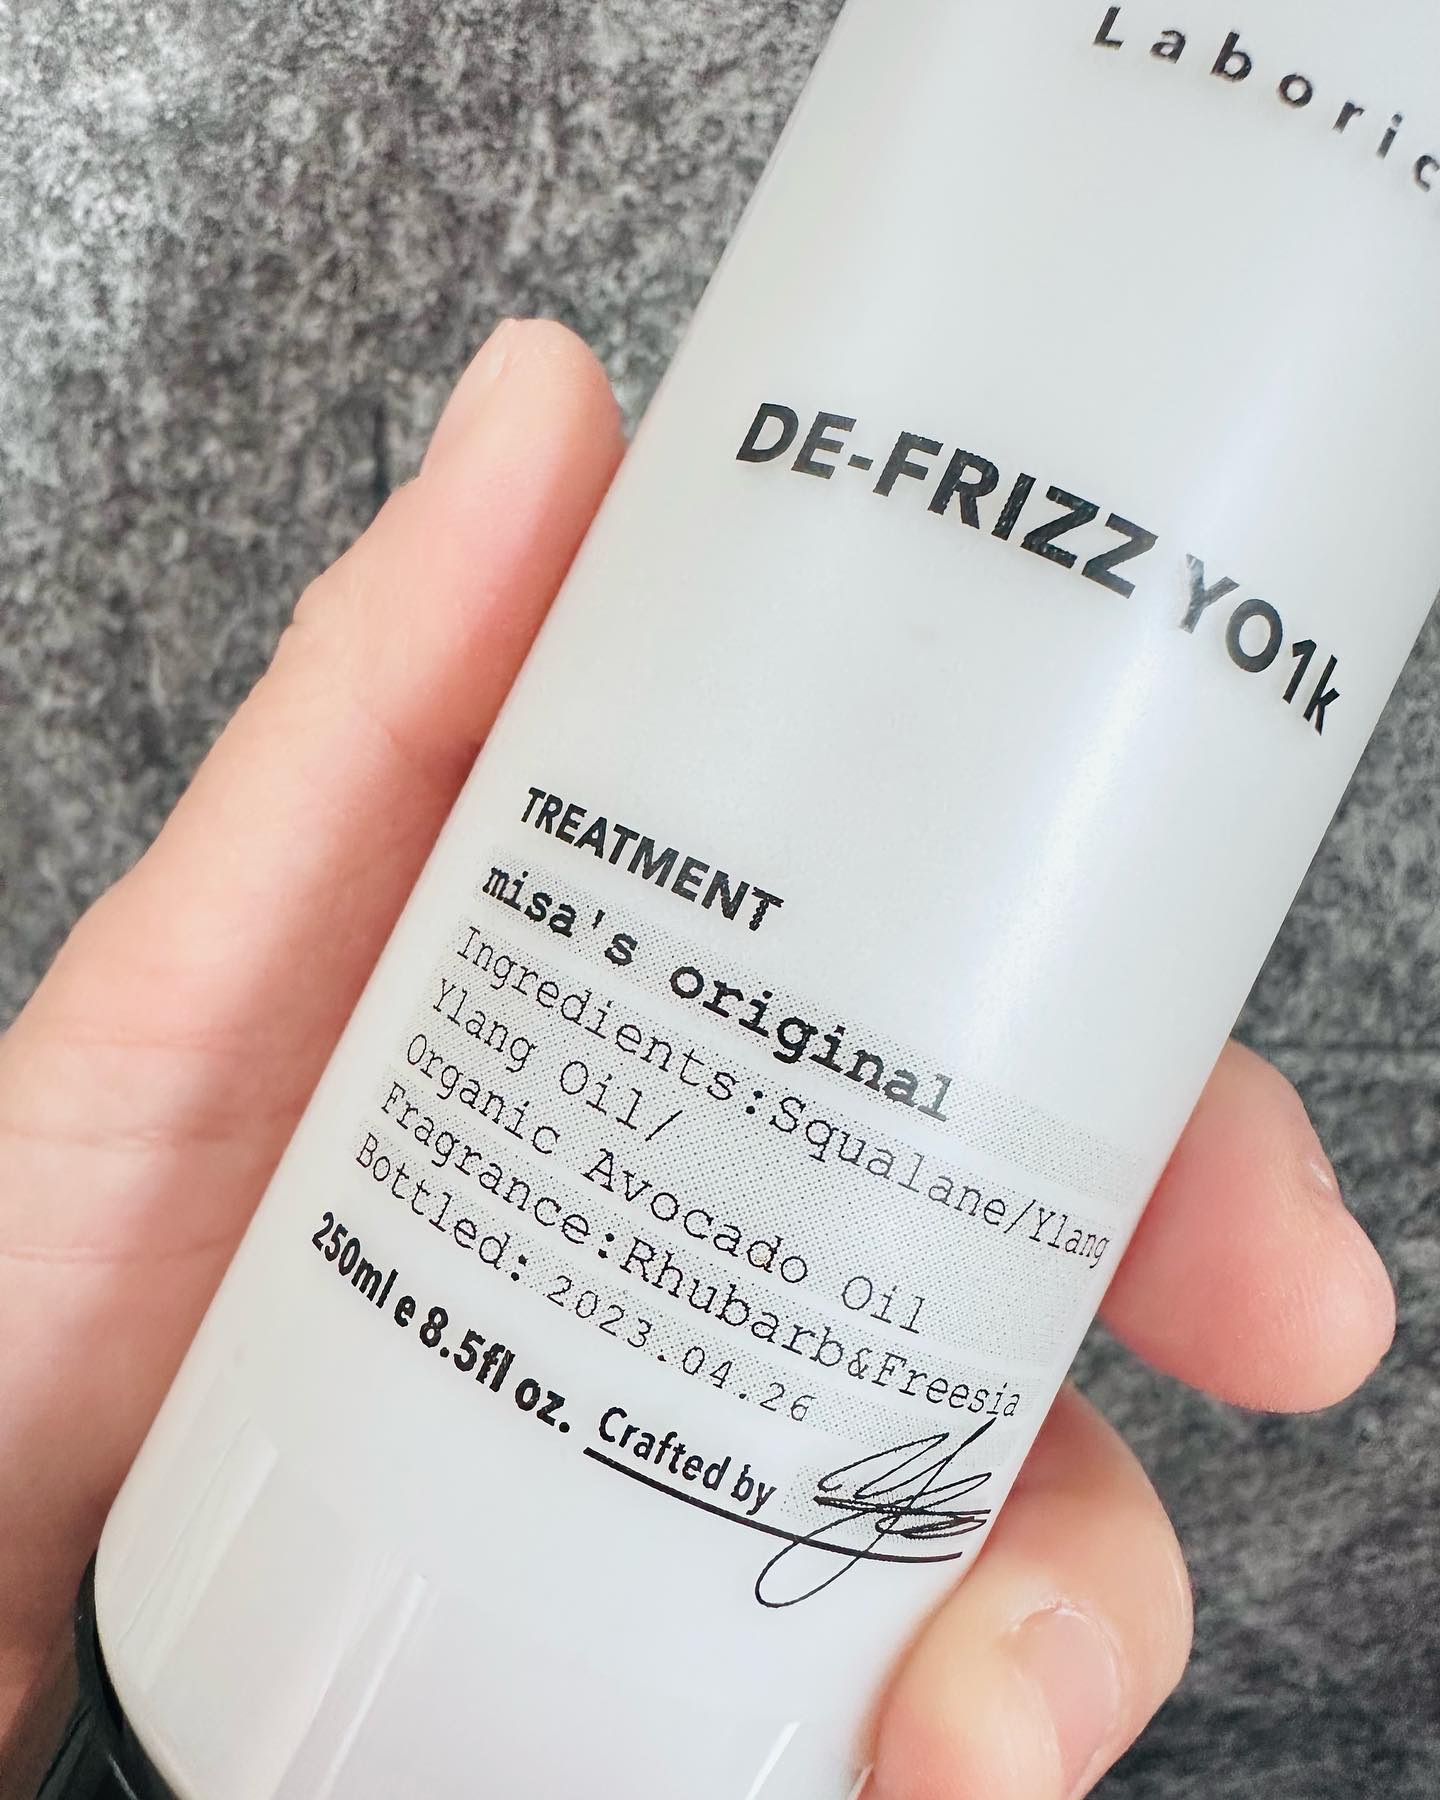 Laboric
DE-FRIZZ YO1k
TREATMENT
misa's original
Ingredients:Squalane/Ylang
Ylang Oil/
Organic Avocado Oil
Fragrance:Rhubarb&Freesia
Bottled: 2023.04.26
250ml e 8.5fl oz. Crafted by